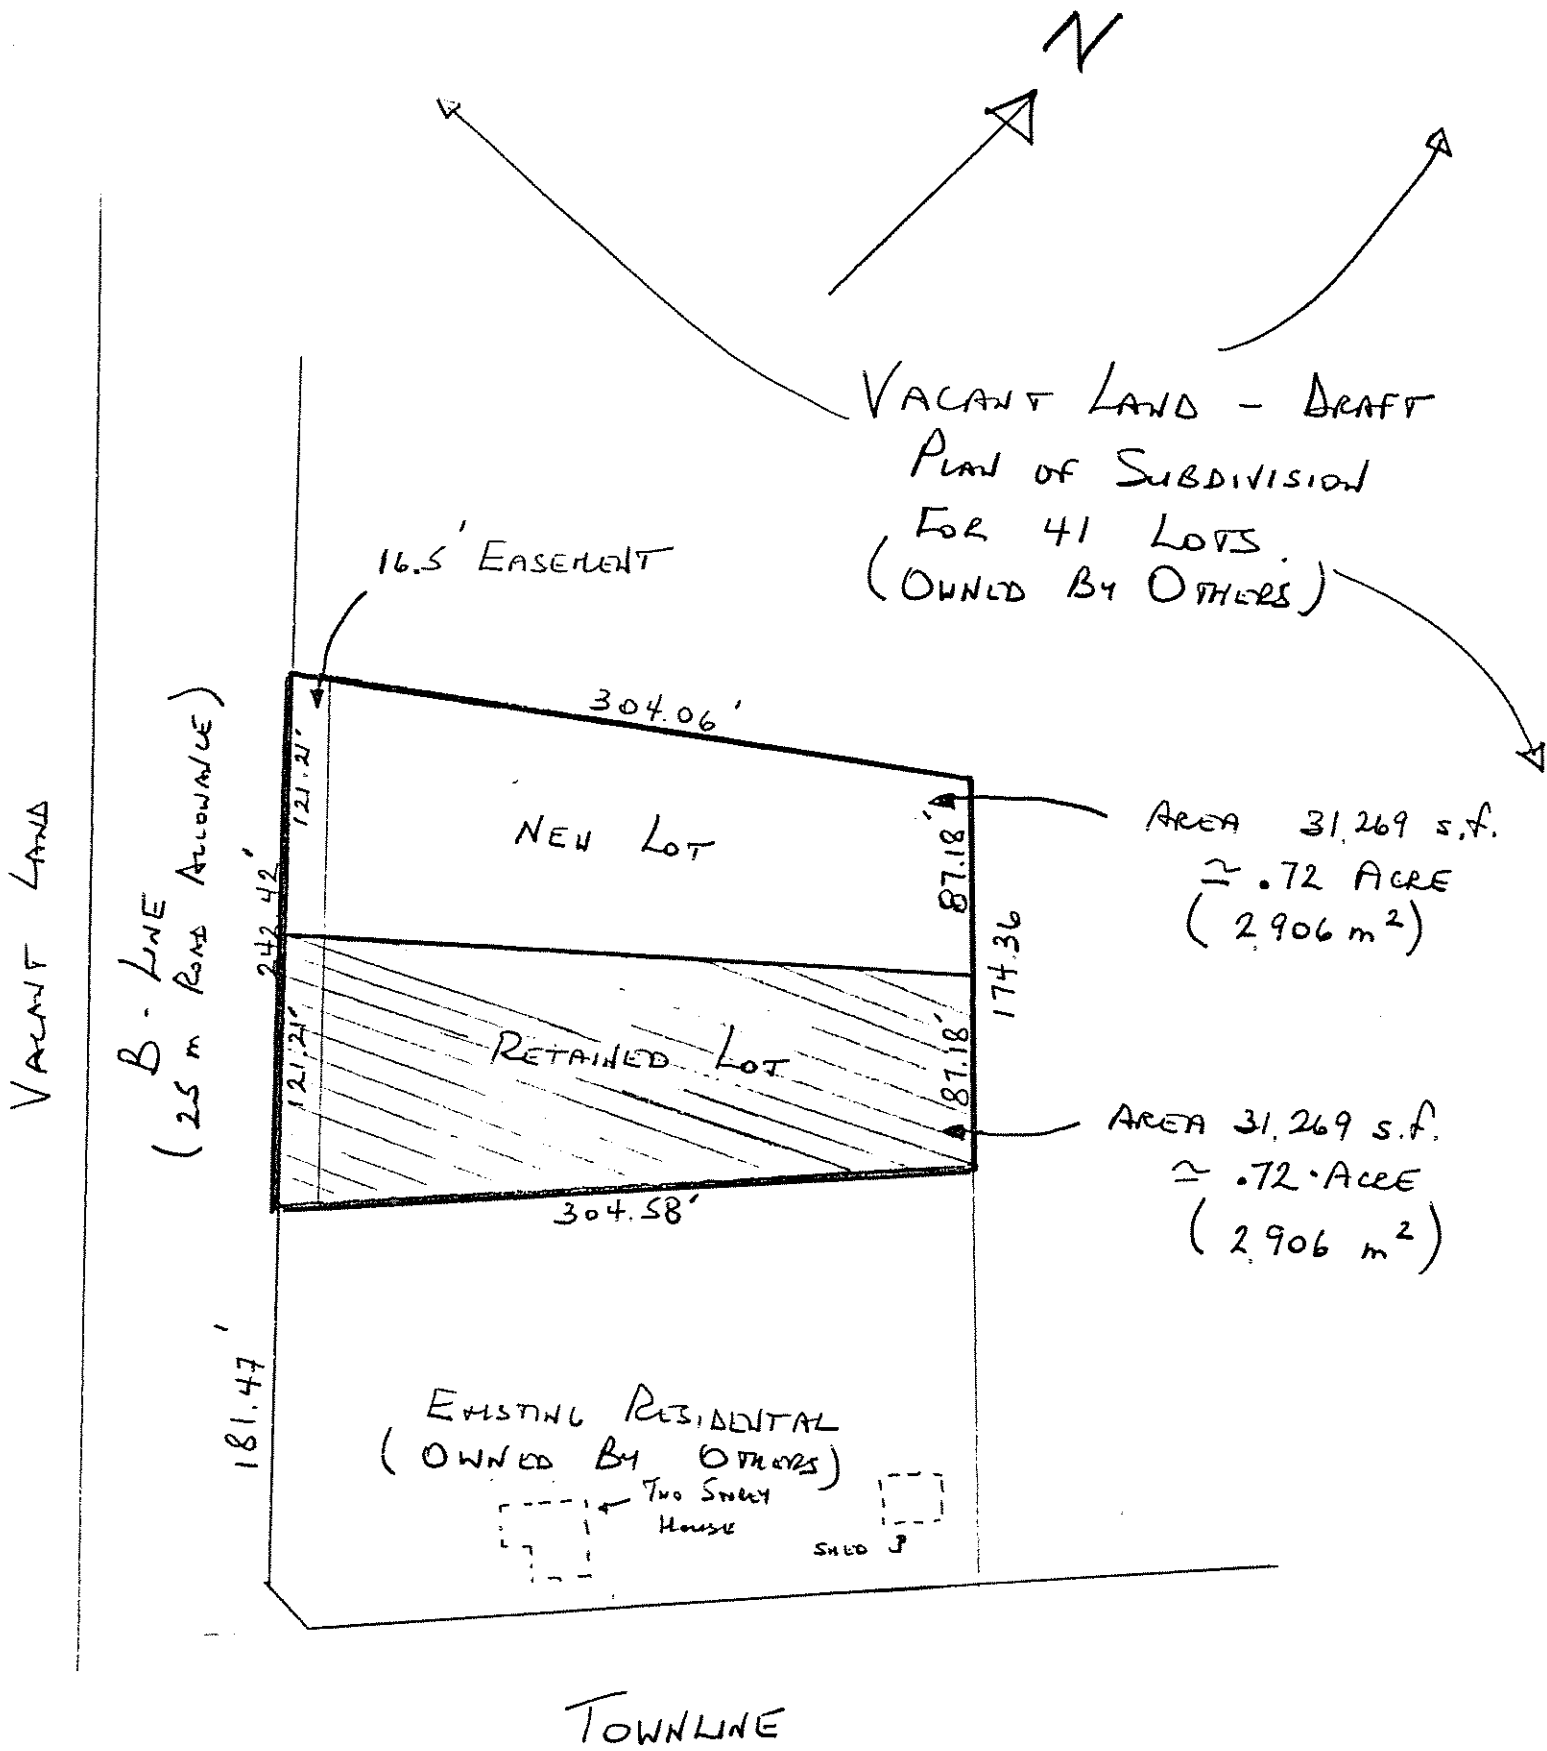 N
VACANT LAND - DRAFT
PLAN OF SUBDIVISION
FOR 41 LOTS.
(OWNED BY OTHERS)
16.5' EASEMENT
304.06'
121.21'
NEW LOT
87.18'
AREA 31,269 s.f.
≃ .72 ACRE
(2,906 m²)
VACANT LAND
B-LINE
(25 m ROAD ALLOWANCE)
242.42'
174.36
121.21'
RETAINED LOT
87.18'
AREA 31,269 s.f.
≃ .72 ACRE
(2,906 m²)
304.58'
181.47'
EXISTING RESIDENTAL
(OWNED BY OTHERS)
TWO STOREY
HOUSE
SHED
TOWNLINE